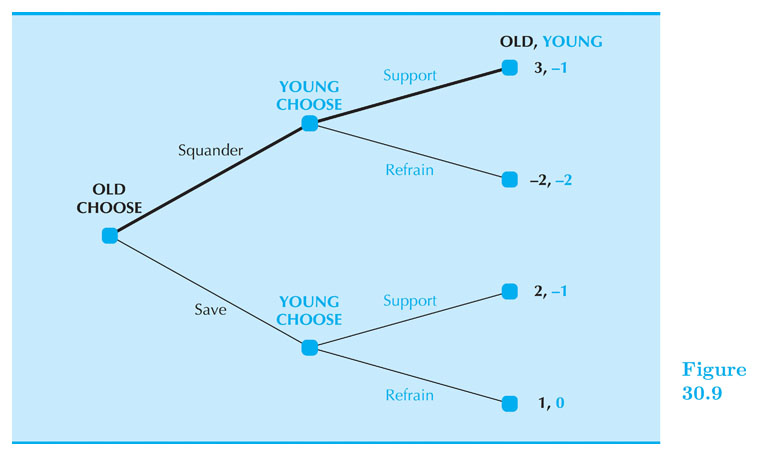 OLD, YOUNG
Support
3, –1
YOUNG
CHOOSE
Squander
Refrain
–2, –2
OLD
CHOOSE
Save
YOUNG
CHOOSE
Support
2, –1
Refrain
1, 0
Figure
30.9